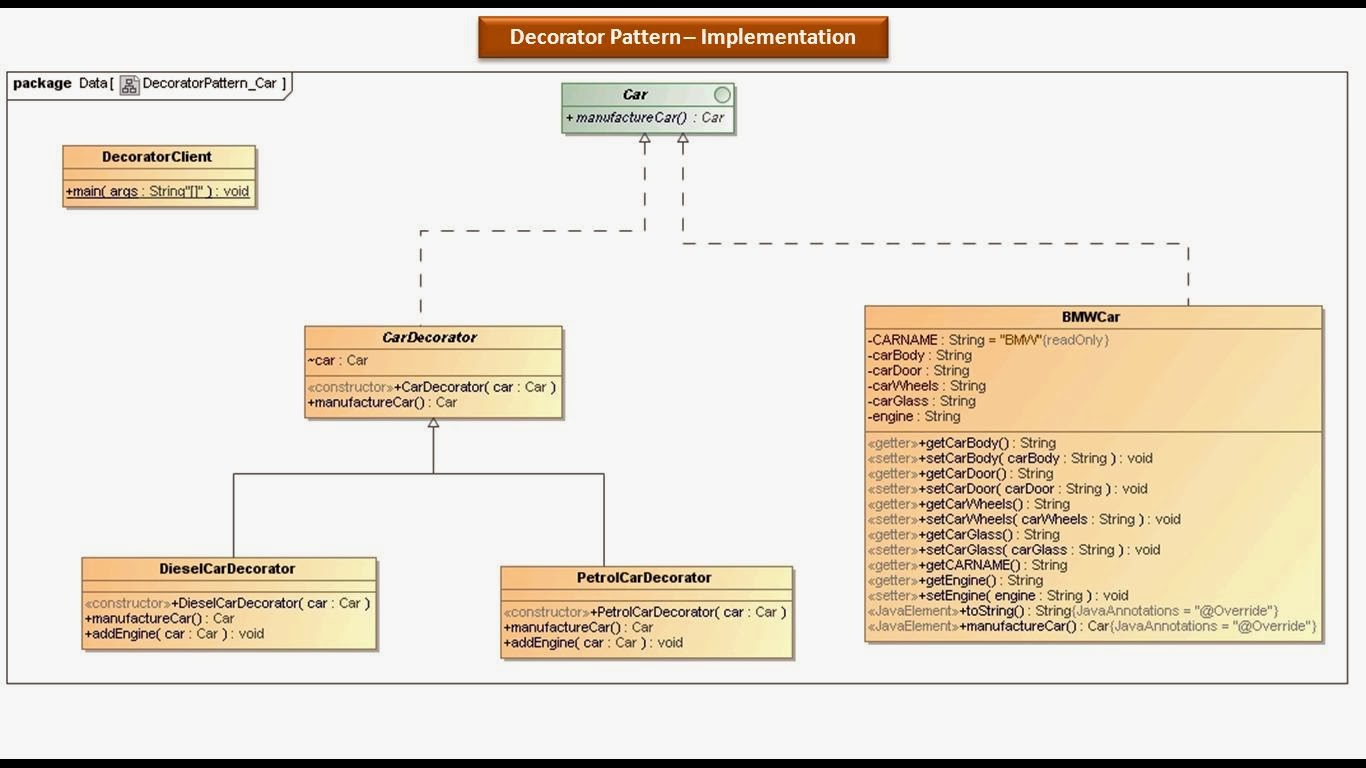 Decorator Pattern – Implementation
package Data [ DecoratorPattern_Car ]
Car
+ manufactureCar() : Car
DecoratorClient
+main( args : String"[]" ) : void
CarDecorator
~car : Car
«constructor»+CarDecorator( car : Car )
+manufactureCar() : Car
BMWCar
-CARNAME : String = "BMW"{readOnly}
-carBody : String
-carDoor : String
-carWheels : String
-carGlass : String
-engine : String
«getter»+getCarBody() : String
«setter»+setCarBody( carBody : String ) : void
«getter»+getCarDoor() : String
«setter»+setCarDoor( carDoor : String ) : void
«getter»+getCarWheels() : String
«setter»+setCarWheels( carWheels : String ) : void
«getter»+getCarGlass() : String
«setter»+setCarGlass( carGlass : String ) : void
«getter»+getCARNAME() : String
«getter»+getEngine() : String
«setter»+setEngine( engine : String ) : void
«JavaElement»+toString() : String{JavaAnnotations = "@Override"}
«JavaElement»+manufactureCar() : Car{JavaAnnotations = "@Override"}
DieselCarDecorator
«constructor»+DieselCarDecorator( car : Car )
+manufactureCar() : Car
+addEngine( car : Car ) : void
PetrolCarDecorator
«constructor»+PetrolCarDecorator( car : Car )
+manufactureCar() : Car
+addEngine( car : Car ) : void